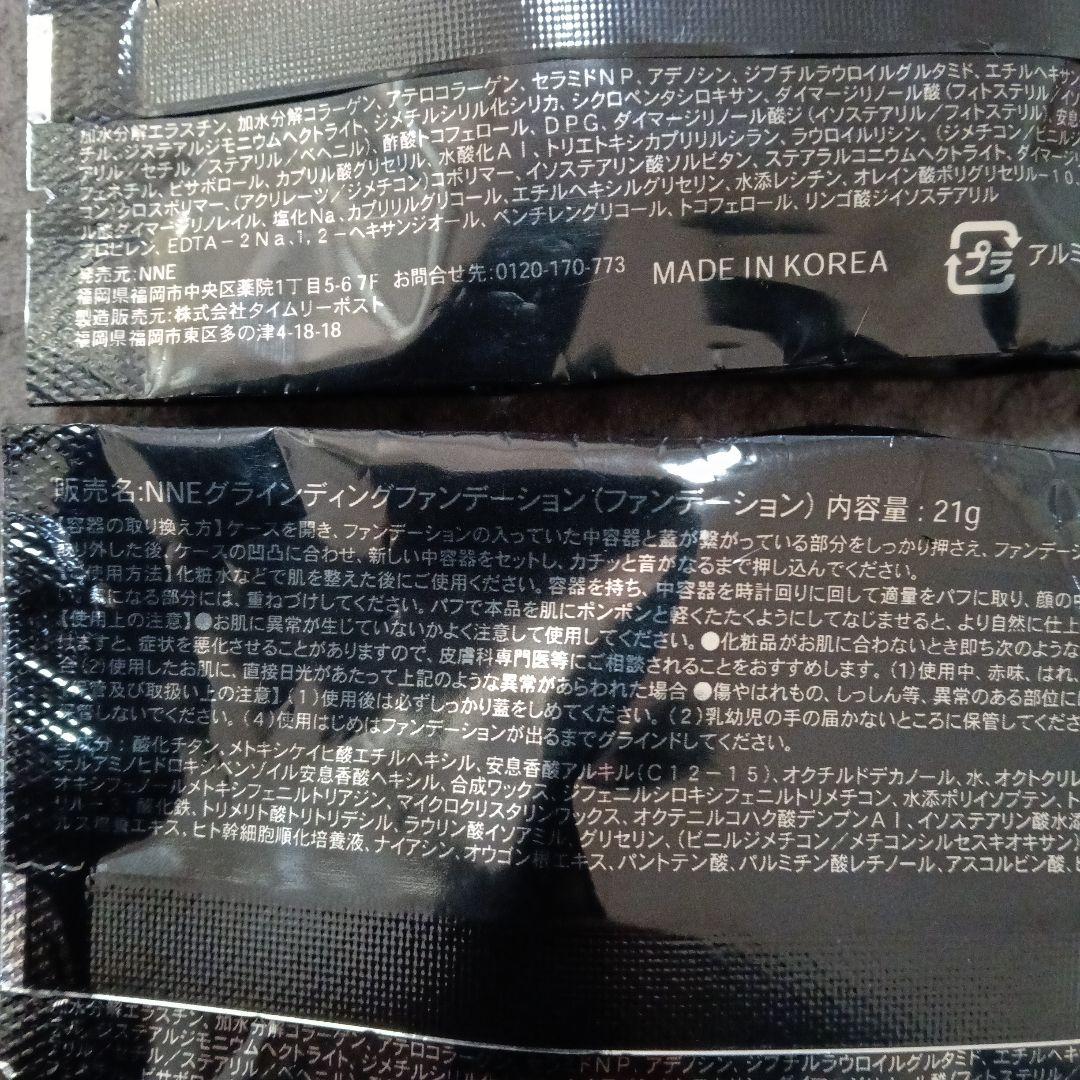 加水分解エラスチン、加水分解コラーゲン、アテロコラーゲン、セラミドNP、アデノシン、ジブチルラウロイルグルタミド、エチルヘキサン
チル、ジステアルジモニウムヘクトライト、ジメチルシリル化シリカ、シクロペンタシロキサン、ダイマージリノール酸(フィトステリル/イソ
アリル/セチル/ステアリル/ベヘニル)、酢酸トコフェロール、DPG、ダイマージリノール酸ジ(イソステアリル/フィトステリル)、安息
フェネチル、ビサボロール、カプリル酸グリセリル、水酸化Al、トリエトキシカプリリルシラン、ラウロイルリシン、(ジメチコン/ビニルジ
コン)クロスポリマー、(アクリレーツ/ジメチコン)コポリマー、イソステアリン酸ソルビタン、ステアラルコニウムヘクトライト、ダイマー
ル酸ダイマージリノレイル、塩化Na、カプリリルグリコール、エチルヘキシルグリセリン、水添レシチン、オレイン酸ポリグリセリル-10、
プロピレン、EDTA-2Na、1,2-ヘキサンジオール、ペンチレングリコール、トコフェロール、リンゴ酸ジイソステアリル
発売元:NNE
福岡県福岡市中央区薬院1丁目5-6 7F お問合せ先:0120-170-773
製造販売元:株式会社タイムリーポスト
福岡県福岡市東区多の津4-18-18
MADE IN KOREA
プラ
アルミ
販売名:NNEグラインディングファンデーション(ファンデーション) 内容量:21g
【容器の取り換え方】ケースを開き、ファンデーションの入っていた中容器と蓋が繋がっている部分をしっかり押さえ、ファンデーシ
取り外した後、ケースの凹凸に合わせ、新しい中容器をセットし、カチッと音がなるまで押し込んでください。
使用方法】化粧水などで肌を整えた後にご使用ください。容器を持ち、中容器を時計回りに回して適量をパフに取り、顔の中
になる部分には、重ねづけしてください。パフで本品を肌にポンポンと軽くたたくようにしてなじませると、より自然に仕上
【使用上の注意】●お肌に異常が生じていないかよく注意して使用してください。●化粧品がお肌に合わないとき即ち次のような
けますと、症状を悪化させることがありますので、皮膚科専門医等にご相談されることをおすすめします。(1)使用中、赤味、はれ、
合(2)使用したお肌に、直接日光があたって上記のような異常があらわれた場合 ●傷やはれもの、しっしん等、異常のある部位に
管及び取扱い上の注意】(1)使用後は必ずしっかり蓋をしめてください。(2)乳幼児の手の届かないところに保管してくださ
しないでください。(4)使用はじめはファンデーションが出るまでグラインドしてください。
分:酸化チタン、メトキシケイヒ酸エチルヘキシル、安息香酸アルキル(C12-15)、オクチルドデカノール、水、オクトクリル
チルアミノヒドロキシベンゾイル安息香酸ヘキシル、合成ワックス、ジフェニルシロキシフェニルトリメチコン、水添ポリイソブテン、ト
オキシフェノールメトキシフェニルトリアジン、マイクロクリスタリンワックス、オクテニルコハク酸デンプンAl、イソステアリン酸水添
酸化鉄、トリメリト酸トリトリデシル、ラウリン酸イソアミル、グリセリン、(ビニルジメチコン/メチコンシルセスキオキサン)
ルス培養エキス、ヒト幹細胞順化培養液、ナイアシン、オウゴン根エキス、パントテン酸、パルミチン酸レチノール、アスコルビン酸、ヒ
加水分解エラスチン、加水分解コラーゲン、アテロコラ
ドNP、アデノシン、ジブチルラウロイルグルタミド、エチルヘキ
ステアルジモニウムヘクトライト、ジメチルシリル